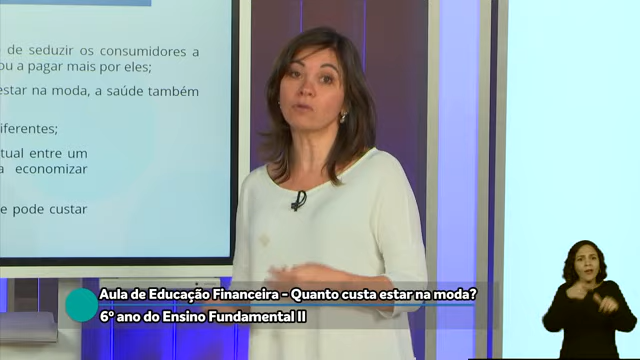 de seduzir os consumidores a
ou a pagar mais por eles;
estar na moda, a saúde também
iferentes;
tual entre um
a economizar
e pode custar
Aula de Educação Financeira - Quanto custa estar na moda?
6º ano do Ensino Fundamental II